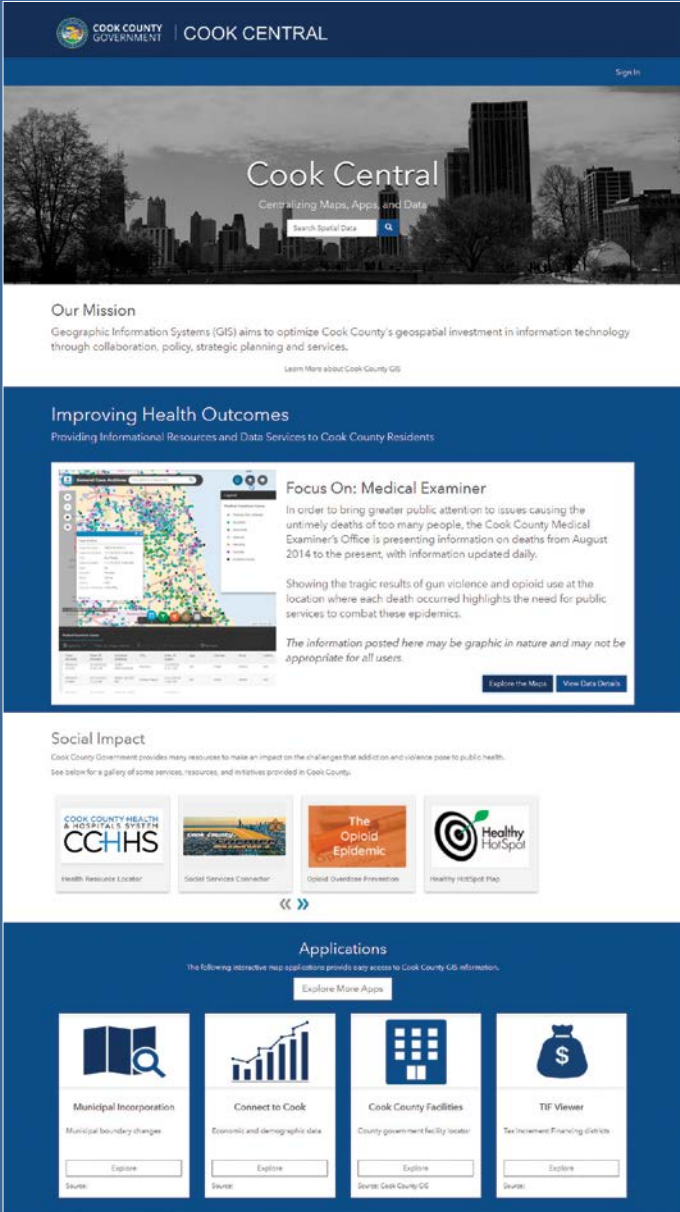 COOK COUNTY
GOVERNMENT
COOK CENTRAL
Sign In
Cook Central
Centralizing Maps, Apps, and Data
Search Spatial Data
Our Mission
Geographic Information Systems (GIS) aims to optimize Cook County's geospatial investment in information technology
through collaboration, policy, strategic planning and services.
Learn More about Cook County GIS
Improving Health Outcomes
Providing Informational Resources and Data Services to Cook County Residents
General Case Archives
Focus On: Medical Examiner
In order to bring greater public attention to issues causing the
untimely deaths of too many people, the Cook County Medical
Examiner's Office is presenting information on deaths from August
2014 to the present, with information updated daily.
Showing the tragic results of gun violence and opioid use at the
location where each death occurred highlights the need for public
services to combat these epidemics.
The information posted here may be graphic in nature and may not be
appropriate for all users.
Explore the Maps
View Data Details
Social Impact
Cook County Government provides many resources to make an impact on the challenges that addiction and violence pose to public health.
See below for a gallery of some services, resources, and initiatives provided in Cook County.
COOK COUNTY HEALTH
& HOSPITALS SYSTEM
CCHHS
Health Resource Locator
Social Services Connector
The
Opioid
Epidemic
Opioid Overdose Prevention
Healthy
HotSpot
Healthy HotSpot Map
Applications
The following interactive map applications provide easy access to Cook County GIS information.
Explore More Apps
Municipal Incorporation
Municipal boundary changes
Explore
Source:
Connect to Cook
Economic and demographic data
Explore
Source:
Cook County Facilities
County government facility locator
Explore
Source: Cook County GIS
$
TIF Viewer
Tax Increment Financing districts
Explore
Source: